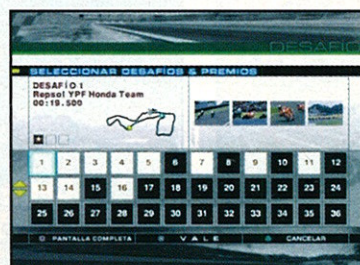 DESAFÍO
SELECCIONAR DESAFIOS & PREMIOS
DESAFÍO 1
Repsol YPF Honda Team
00:19.500
1 2 3 4 5 6 7 8 9 10 11 12
13 14 15 16 17 18 19 20 21 22 23 24
25 26 27 28 29 30 31 32 33 34 35 36
PANTALLA COMPLETA VALE CANCELAR